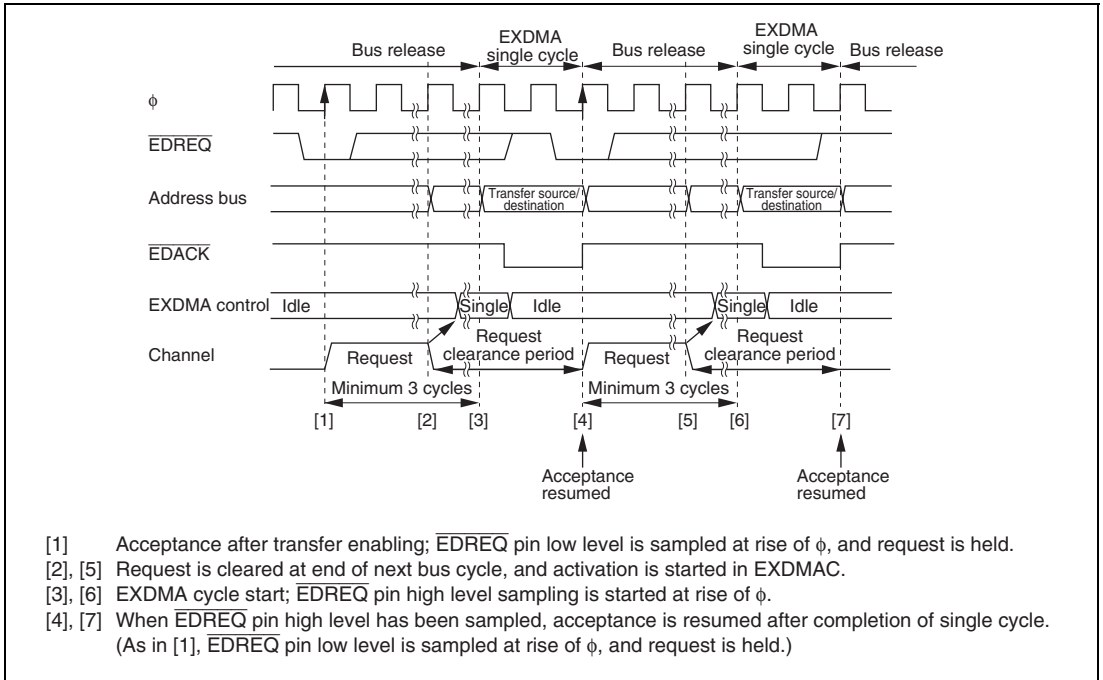 Bus release
EXDMA
single cycle
Bus release
EXDMA
single cycle
Bus release
ϕ
EDREQ
Address bus
Transfer source/
destination
Transfer source/
destination
EDACK
EXDMA control
Idle
Single
Idle
Single
Idle
Channel
Request
Request
clearance period
Request
Request
clearance period
Minimum 3 cycles
Minimum 3 cycles
[1] [2] [3] [4] [5] [6] [7]
Acceptance
resumed
Acceptance
resumed
[1] Acceptance after transfer enabling; EDREQ pin low level is sampled at rise of ϕ, and request is held.
[2], [5] Request is cleared at end of next bus cycle, and activation is started in EXDMAC.
[3], [6] EXDMA cycle start; EDREQ pin high level sampling is started at rise of ϕ.
[4], [7] When EDREQ pin high level has been sampled, acceptance is resumed after completion of single cycle.
(As in [1], EDREQ pin low level is sampled at rise of ϕ, and request is held.)